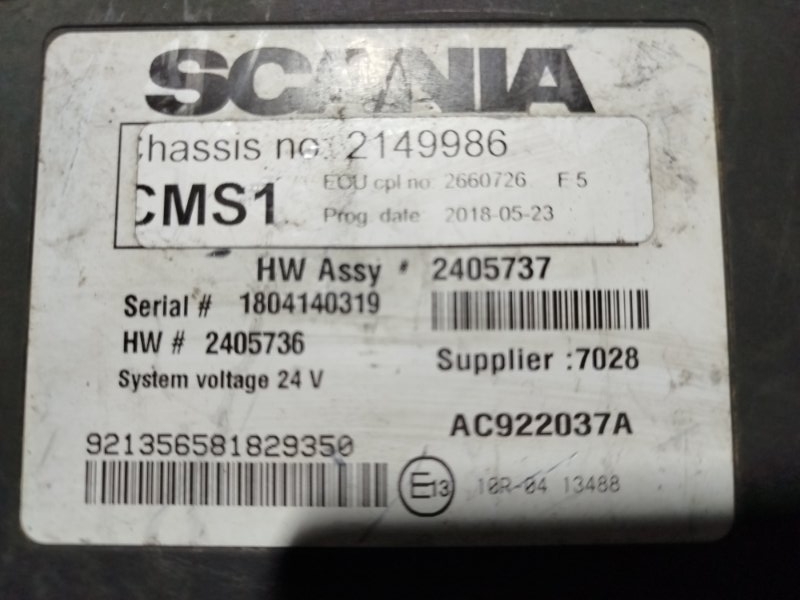 SCANIA
Chassis no: 2149986
CMS1
ECU cpl no: 2660726 E 5
Prog. date: 2018-05-23
HW Assy # 2405737
Serial # 1804140319
HW # 2405736
Supplier :7028
System voltage 24 V
AC922037A
921356581829350
E13 10R-04 13488